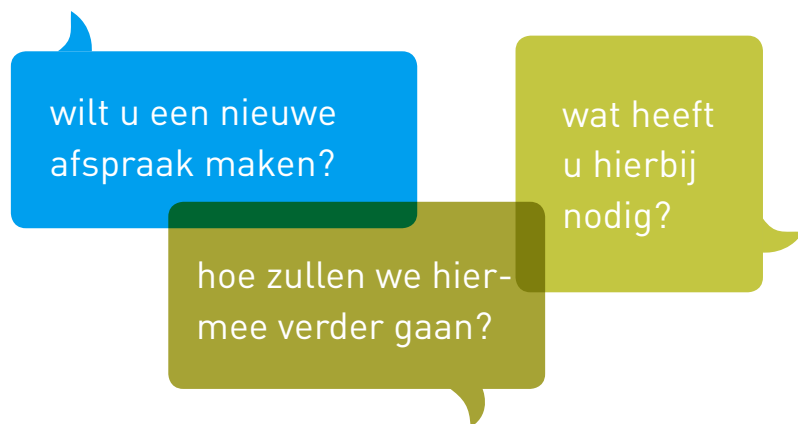 wilt u een nieuwe
afspraak maken?
wat heeft
u hierbij
nodig?
hoe zullen we hier-
mee verder gaan?